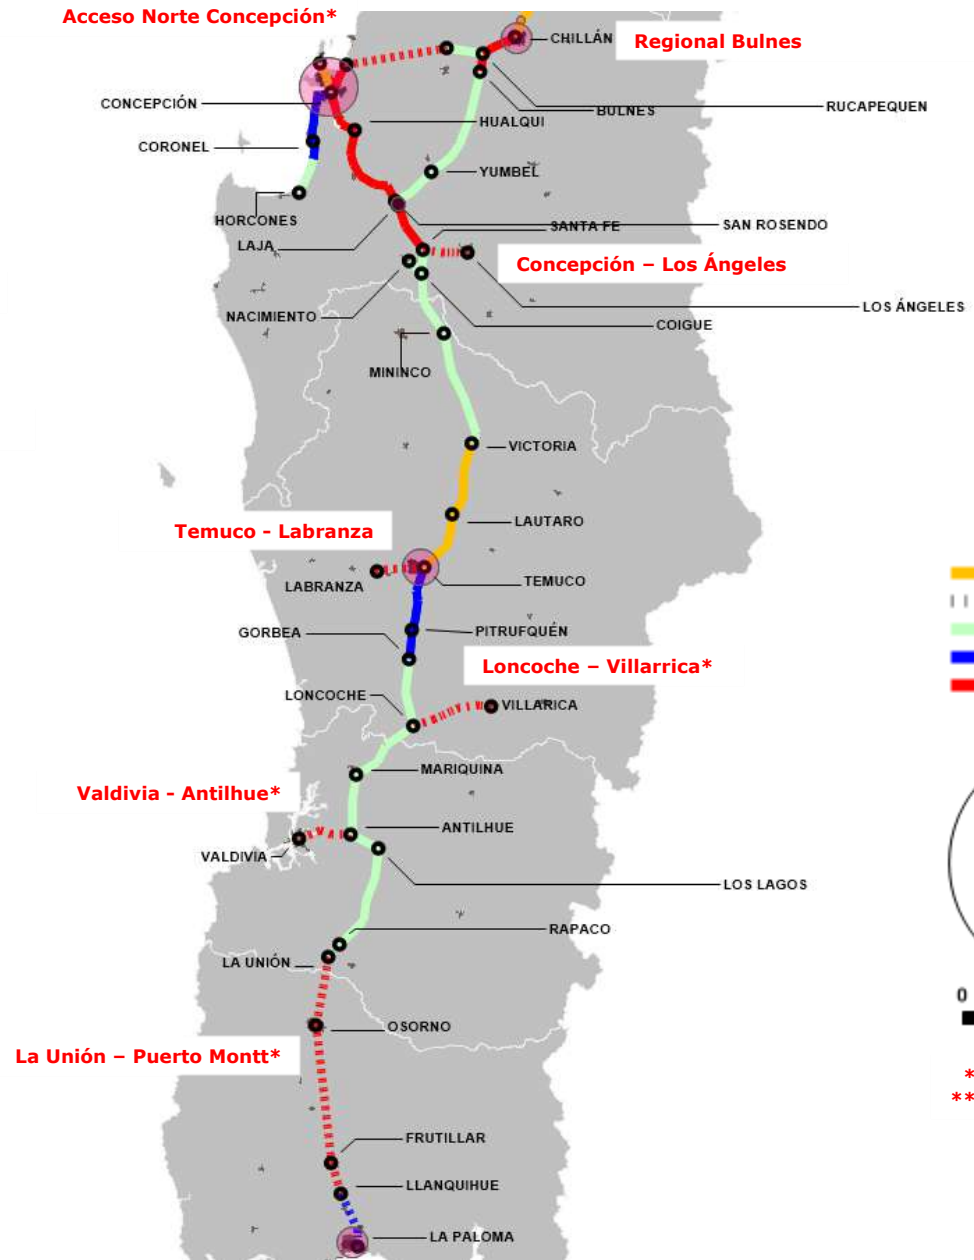 Acceso Norte Concepción*
CHILLÁN
Regional Bulnes
CONCEPCIÓN
RUCAPEQUEN
BULNES
HUALQUI
CORONEL
YUMBEL
HORCONES
SAN ROSENDO
SANTA FE
LAJA
Concepción – Los Ángeles
LOS ÁNGELES
NACIMIENTO
COIGUE
MININCO
VICTORIA
LAUTARO
Temuco - Labranza
TEMUCO
LABRANZA
PITRUFQUÉN
GORBEA
Loncoche – Villarrica*
LONCOCHE
VILLARICA
MARIQUINA
Valdivia - Antilhue*
ANTILHUE
VALDIVIA
LOS LAGOS
RAPACO
LA UNIÓN
0
OSORNO
La Unión – Puerto Montt*
*
**
FRUTILLAR
LLANQUIHUE
LA PALOMA